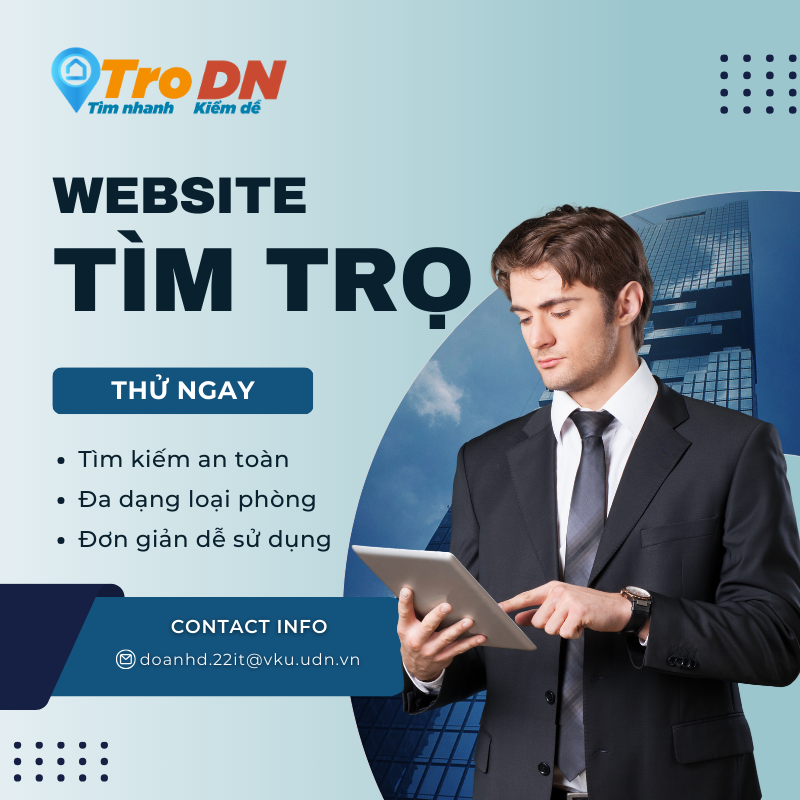 Tro DN
Tìm nhanh Kiếm dễ
WEBSITE
TÌM TRỌ
THỬ NGAY
• Tìm kiếm an toàn
• Đa dạng loại phòng
• Đơn giản dễ sử dụng
CONTACT INFO
doanhd.22it@vku.udn.vn